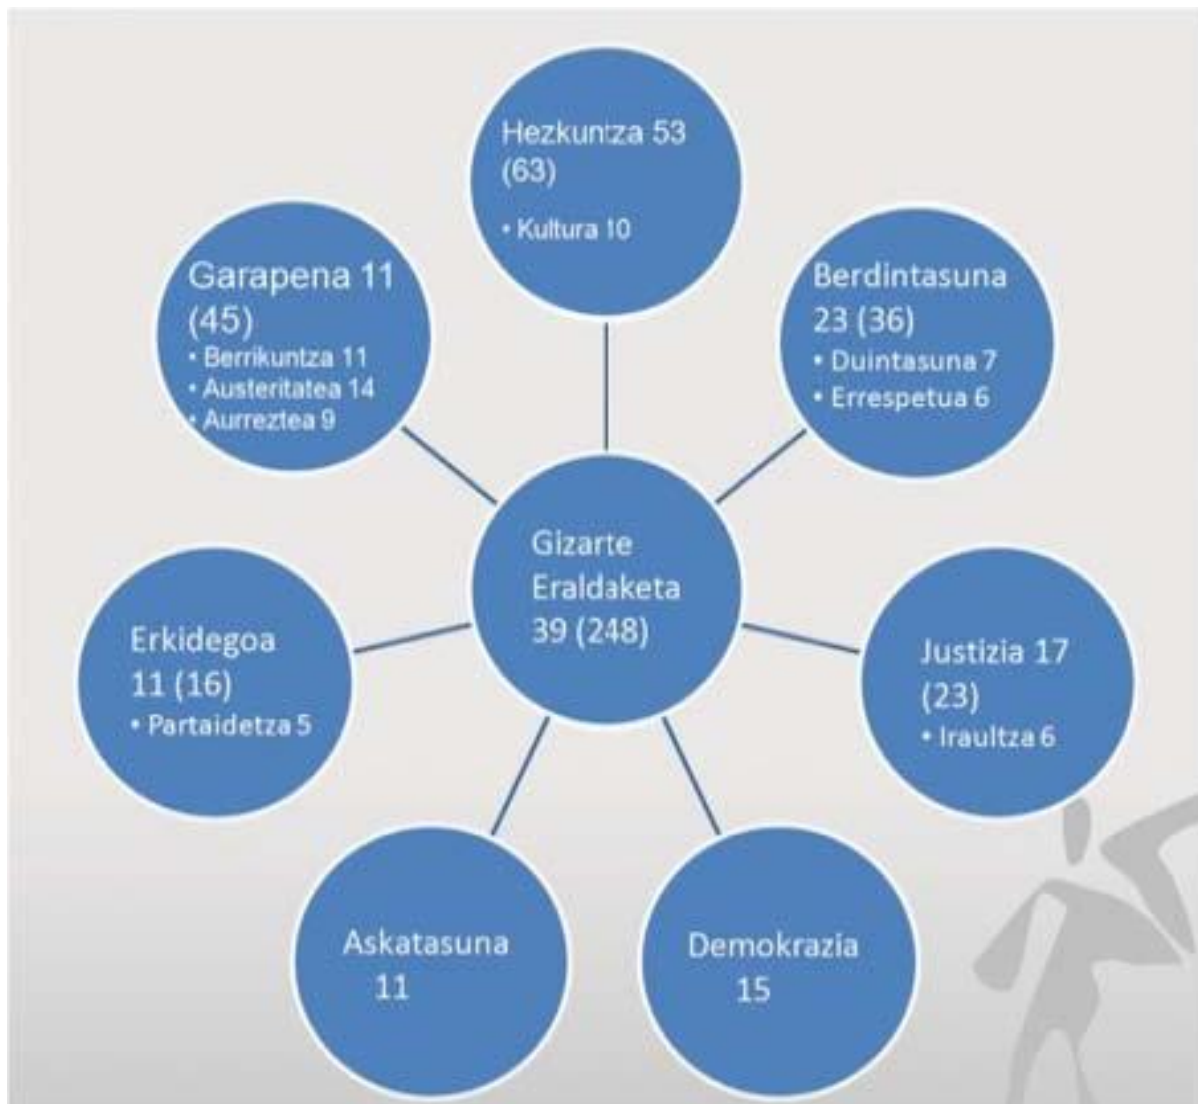 Hezkuntza 53
(63)
• Kultura 10
Berdintasuna
23 (36)
• Duintasuna 7
• Errespetua 6
Justizia 17
(23)
• Iraultza 6
Demokrazia
15
Askatasuna
11
Erkidegoa
11 (16)
• Partaidetza 5
Garapena 11
(45)
• Berrikuntza 11
• Austeritatea 14
• Aurreztea 9
Gizarte
Eraldaketa
39 (248)